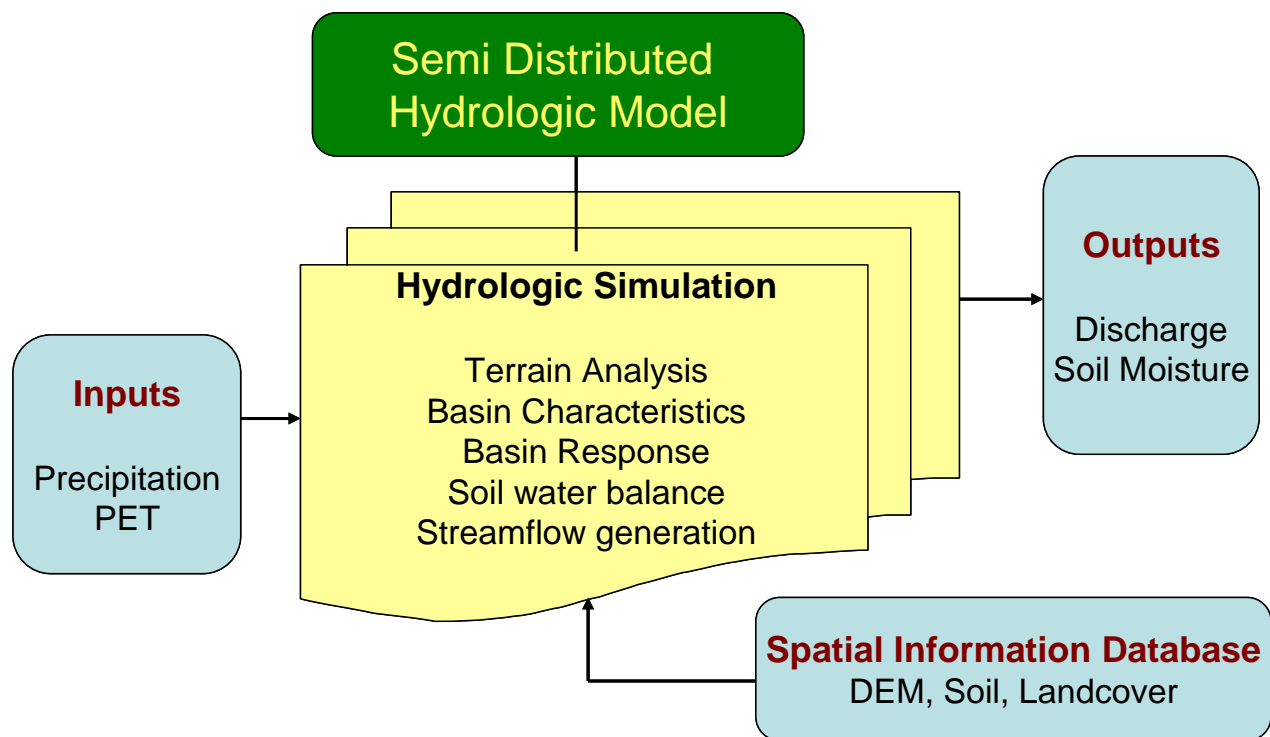 Semi Distributed
Hydrologic Model
Hydrologic Simulation
Terrain Analysis
Basin Characteristics
Basin Response
Soil water balance
Streamflow generation
Inputs
Precipitation
PET
Outputs
Discharge
Soil Moisture
Spatial Information Database
DEM, Soil, Landcover